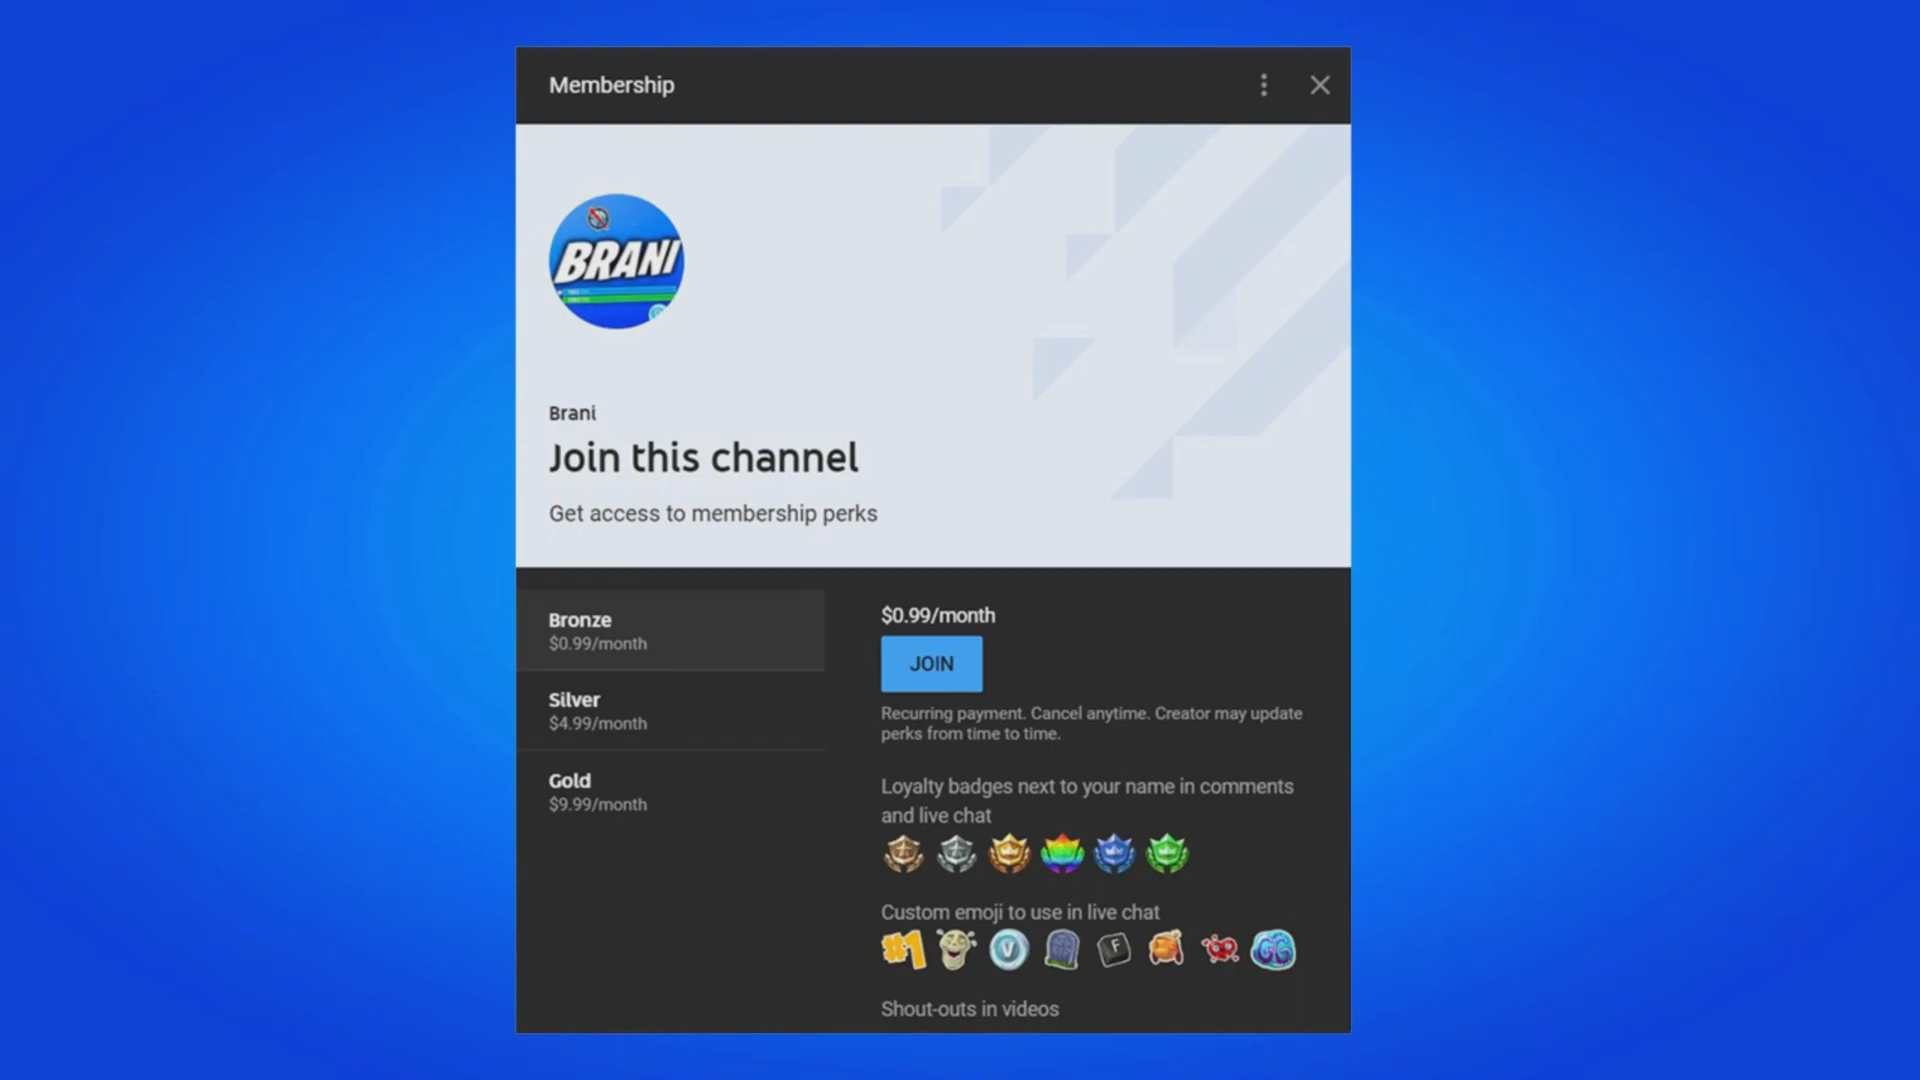 Membership
BRANI
Brani
Join this channel
Get access to membership perks
Bronze
$0.99/month
Silver
$4.99/month
Gold
$9.99/month
$0.99/month
JOIN
Recurring payment. Cancel anytime. Creator may update
perks from time to time.
Loyalty badges next to your name in comments
and live chat
Custom emoji to use in live chat
#1
V
F
GG
Shout-outs in videos